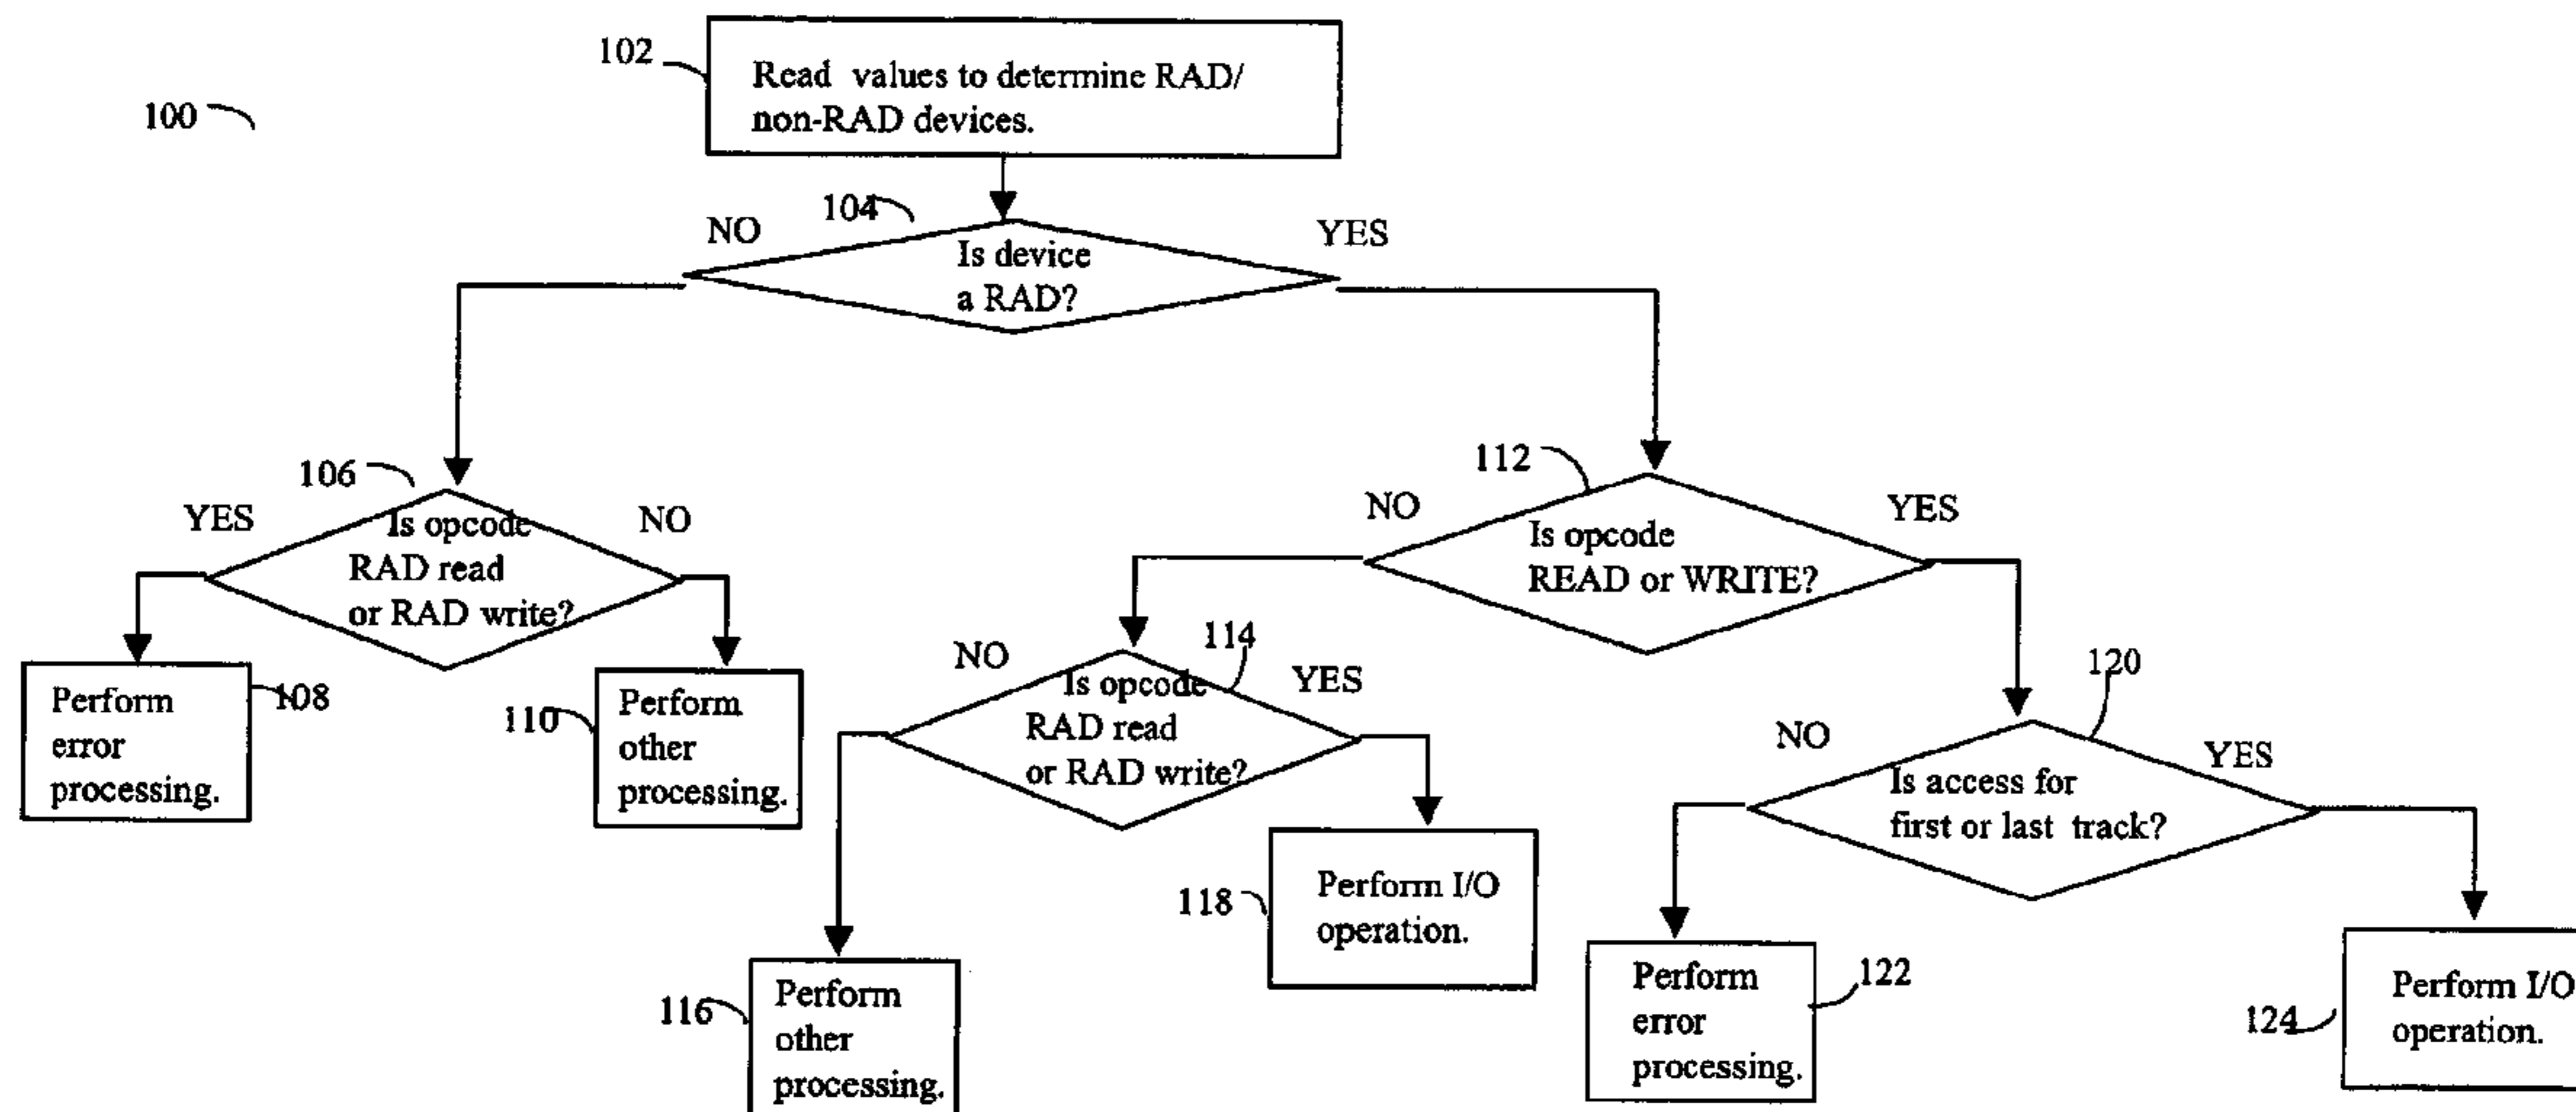 102
Read values to determine RAD/
non-RAD devices.
100
104
NO
YES
Is device
a RAD?
106
YES
NO
Is opcode
RAD read
or RAD write?
112
NO
YES
Is opcode
READ or WRITE?
108
Perform
error
processing.
110
Perform
other
processing.
114
NO
YES
Is opcode
RAD read
or RAD write?
120
NO
YES
Is access for
first or last track?
116
Perform
other
processing.
118
Perform I/O
operation.
122
Perform
error
processing.
124
Perform I/O
operation.